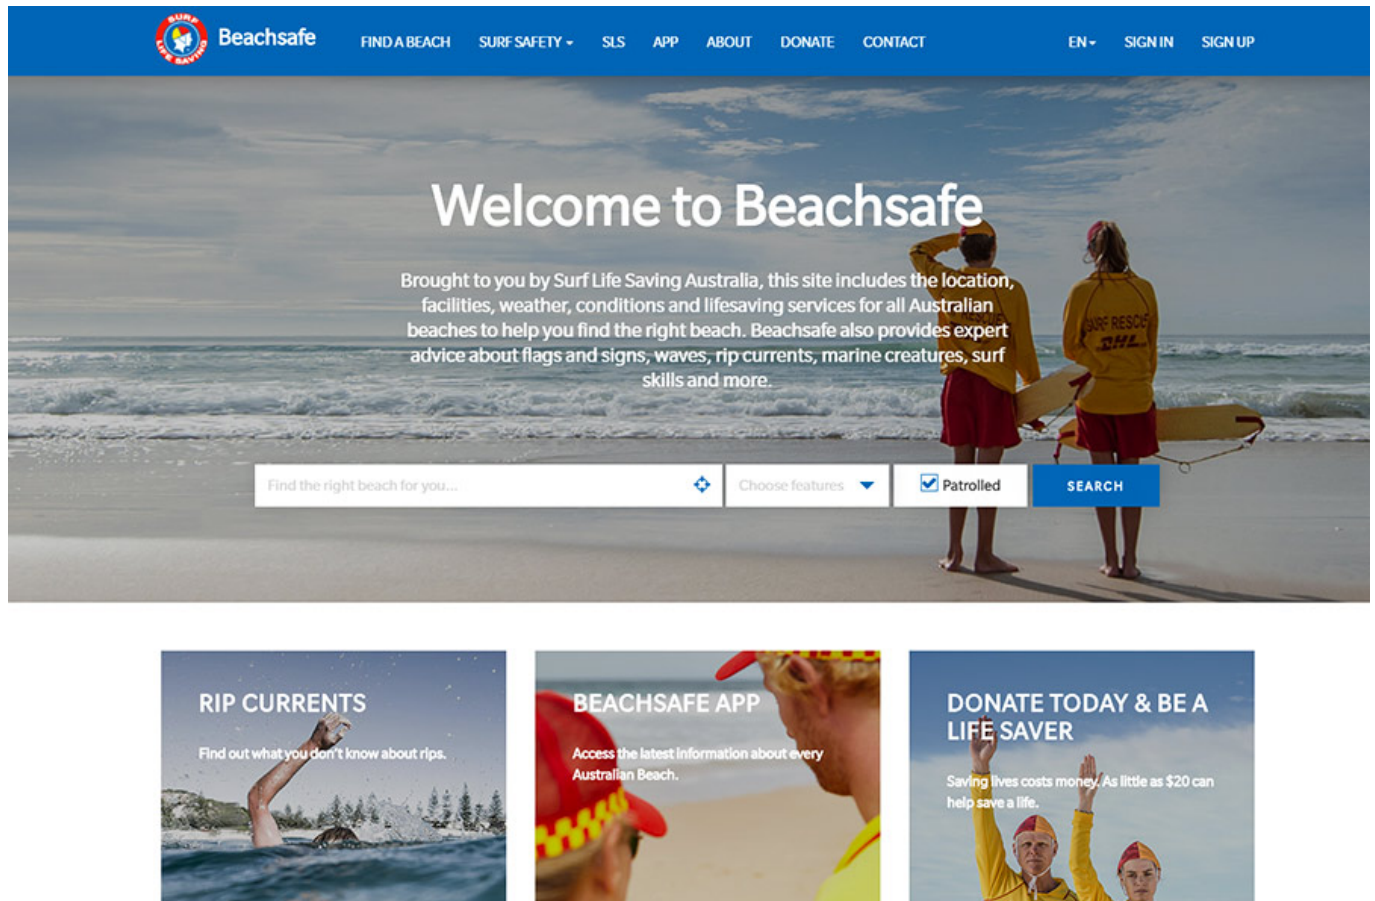 SURF
LIFE SAVING
Beachsafe
FIND A BEACH
SURF SAFETY
SLS
APP
ABOUT
DONATE
CONTACT
EN
SIGN IN
SIGN UP
Welcome to Beachsafe
Brought to you by Surf Life Saving Australia, this site includes the location,
facilities, weather, conditions and lifesaving services for all Australian
beaches to help you find the right beach. Beachsafe also provides expert
advice about flags and signs, waves, rip currents, marine creatures, surf
skills and more.
SURF RESCUE
DHL
Find the right beach for you...
Choose features
Patrolled
SEARCH
RIP CURRENTS
Find out what you don't know about rips.
BEACHSAFE APP
Access the latest information about every
Australian Beach.
DONATE TODAY & BE A
LIFE SAVER
Saving lives costs money. As little as $20 can
help save a life.